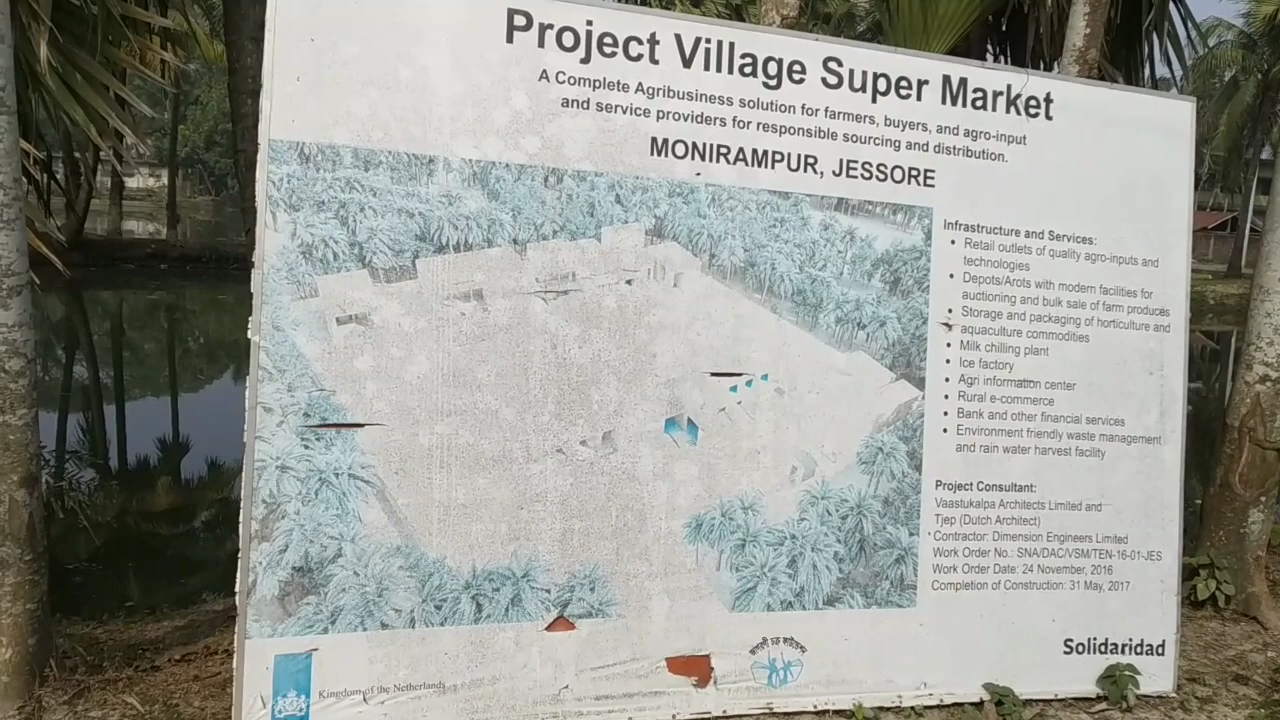 Project Village Super Market
A Complete Agribusiness solution for farmers, buyers, and agro-input
and service providers for responsible sourcing and distribution.
MONIRAMPUR, JESSORE
Infrastructure and Services:
• Retail outlets of quality agro-inputs and
technologies
• Depots/Arots with modern facilities for
auctioning and bulk sale of farm produces
• Storage and packaging of horticulture and
aquaculture commodities
• Milk chilling plant
• Ice factory
• Agri information center
• Rural e-commerce
• Bank and other financial services
• Environment friendly waste management
and rain water harvest facility
Project Consultant:
Vaastukalpa Architects Limited and
Tjep (Dutch Architect)
Contractor: Dimension Engineers Limited
Work Order No.: SNA/DAC/VSM/TEN-16-01-JES
Work Order Date: 24 November, 2016
Completion of Construction: 31 May, 2017
Kingdom of the Netherlands
জাগরণী চক্র ফাউন্ডেশন
Solidaridad